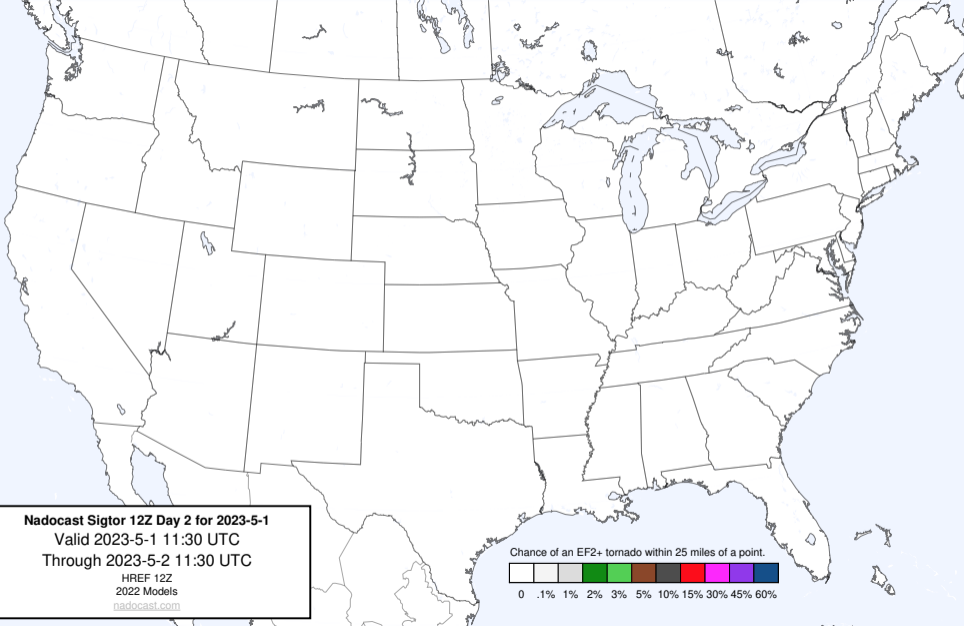 Nadocast Sigtor 12Z Day 2 for 2023-5-1
Valid 2023-5-1 11:30 UTC
Through 2023-5-2 11:30 UTC
HREF 12Z
2022 Models
nadocast.com
Chance of an EF2+ tornado within 25 miles of a point.
0 .1% 1% 2% 3% 5% 10% 15% 30% 45% 60%